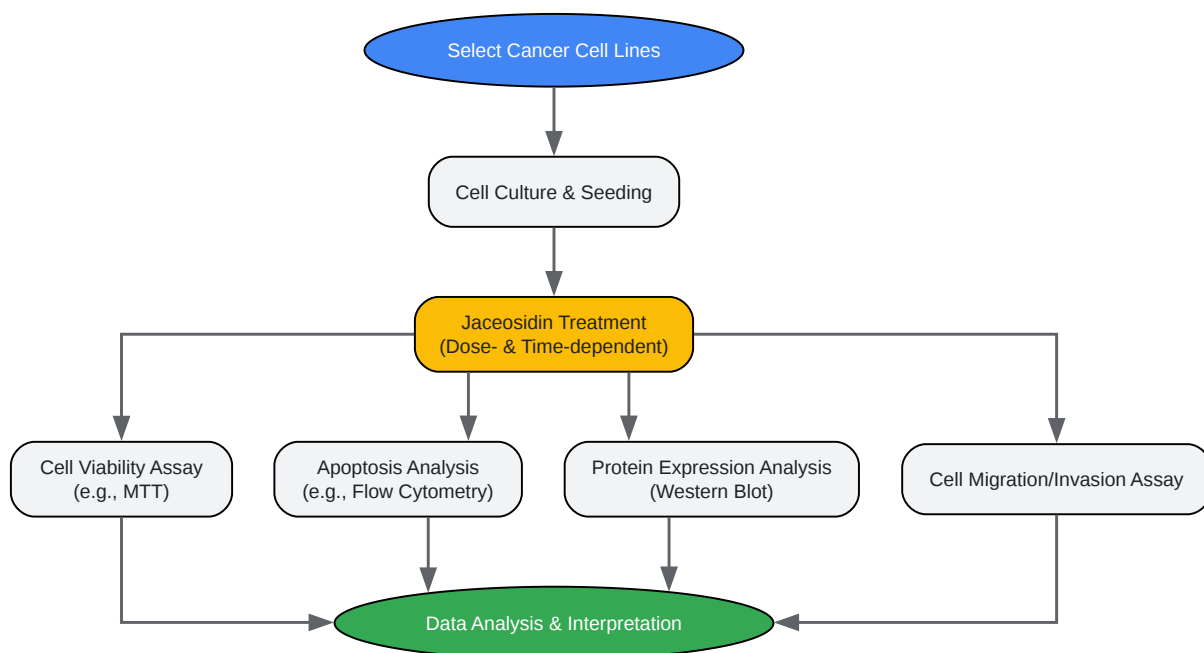 Select Cancer Cell Lines
Cell Culture & Seeding
Jaceosidin Treatment
(Dose- & Time-dependent)
Cell Viability Assay
(e.g., MTT)
Apoptosis Analysis
(e.g., Flow Cytometry)
Protein Expression Analysis
(Western Blot)
Cell Migration/Invasion Assay
Data Analysis & Interpretation